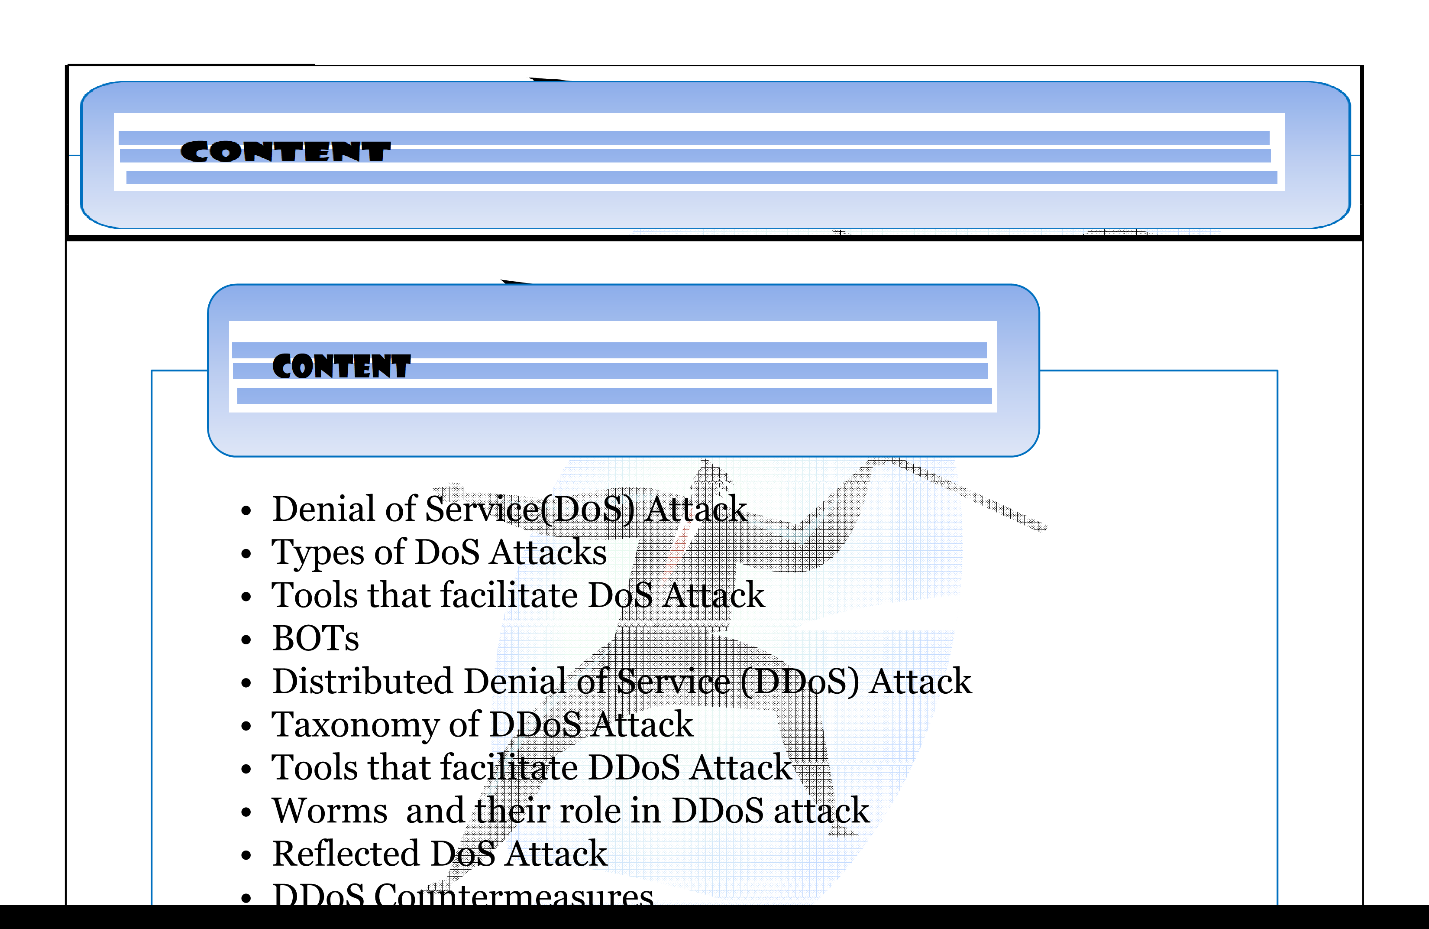 CONTENT
CONTENT
• Denial of Service(DoS) Attack
• Types of DoS Attacks
• Tools that facilitate DoS Attack
• BOTs
• Distributed Denial of Service (DDoS) Attack
• Taxonomy of DDoS Attack
• Tools that facilitate DDoS Attack
• Worms  and their role in DDoS attack
• Reflected DoS Attack
• DDoS Countermeasures